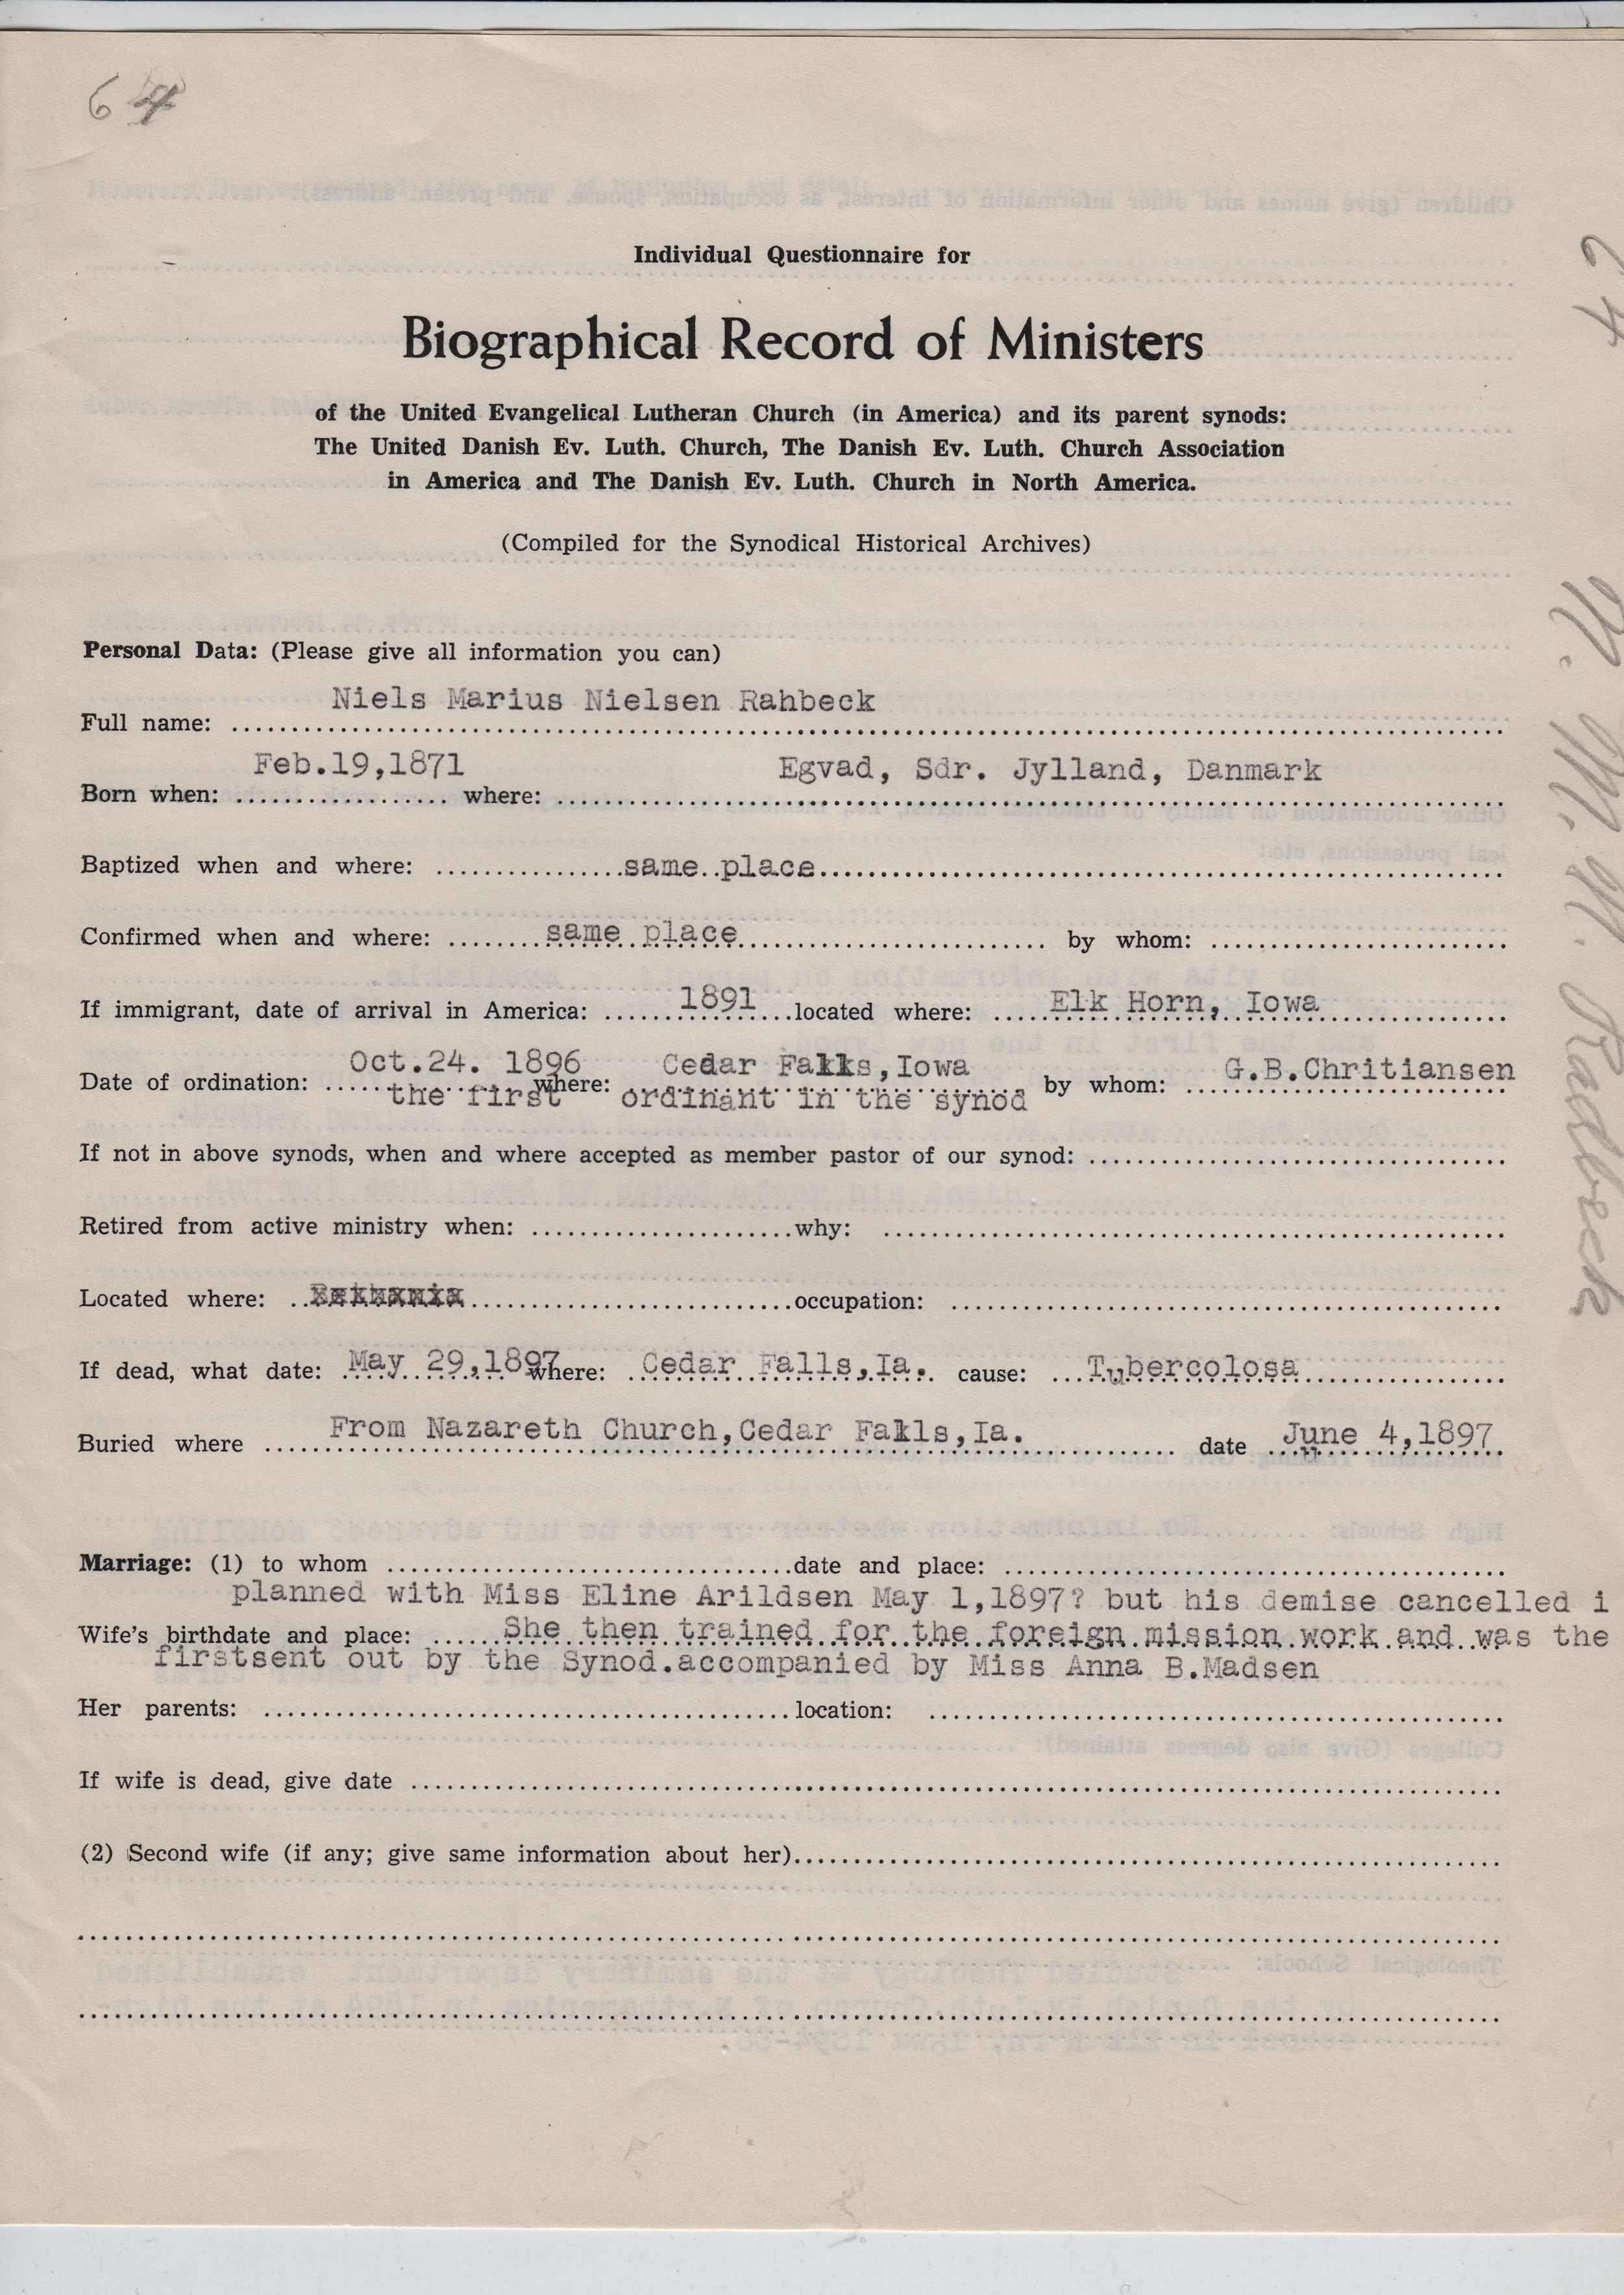 64
Individual Questionnaire for
Biographical Record of Ministers
of the United Evangelical Lutheran Church (in America) and its parent synods:
The United Danish Ev. Luth. Church, The Danish Ev. Luth. Church Association
in America and The Danish Ev. Luth. Church in North America.
(Compiled for the Synodical Historical Archives)
Personal Data: (Please give all information you can)
Niels Marius Nielsen Rahbeck
Full name:
Feb.19,1871 Egvad, Sdr. Jylland, Danmark
Born when: where:
Baptized when and where: same place
Confirmed when and where: same place by whom:
If immigrant, date of arrival in America: 1891 located where: Elk Horn, Iowa
Oct.24. 1896 Cedar Falls,Iowa G.B.Chritiansen
Date of ordination: where: by whom:
the first ordinant in the synod
If not in above synods, when and where accepted as member pastor of our synod:
Retired from active ministry when: why:
Located where: occupation:
If dead, what date: May 29,1897 where: Cedar Falls,Ia. cause: Tubercolosa
From Nazareth Church,Cedar Falls,Ia. June 4,1897
Buried where date
Marriage: (1) to whom date and place:
planned with Miss Eline Arildsen May 1,1897? but his demise cancelled i
Wife's birthdate and place: She then trained for the foreign mission work and was the
firstsent out by the Synod.accompanied by Miss Anna B.Madsen
Her parents: location:
If wife is dead, give date
(2) Second wife (if any; give same information about her)
64
N. M. N. Radbeck